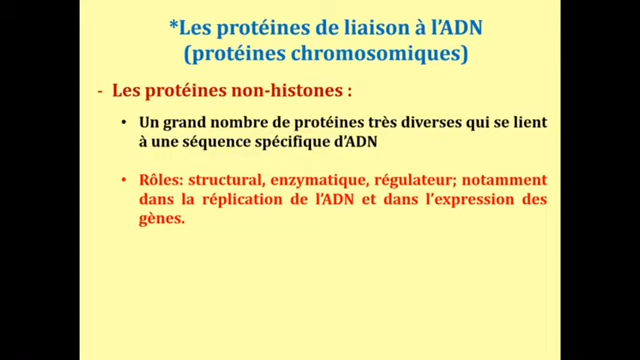 *Les protéines de liaison à l'ADN
(protéines chromosomiques)
- Les protéines non-histones :
• Un grand nombre de protéines très diverses qui se lient
à une séquence spécifique d'ADN
• Rôles: structural, enzymatique, régulateur; notamment
dans la réplication de l'ADN et dans l'expression des
gènes.